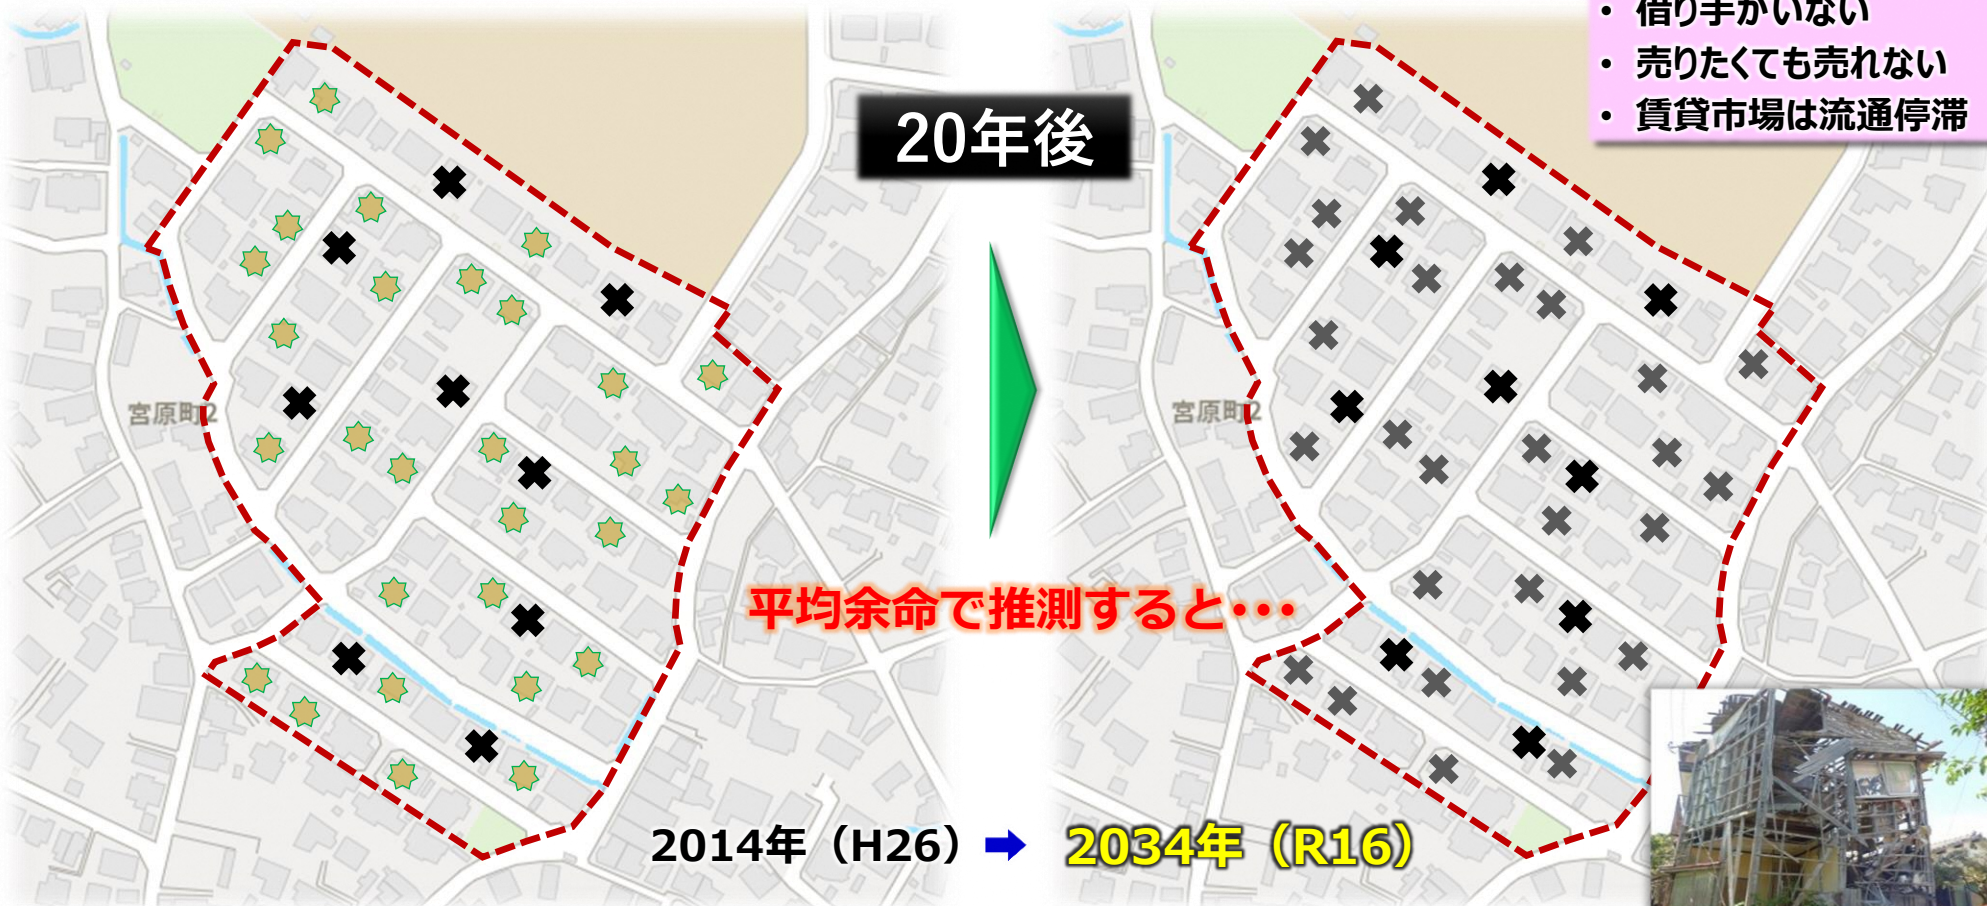 ・ 借り手がいない
・ 売りたくても売れない
・ 賃貸市場は流通停滞
20年後
宮原町2
宮原町2
平均余命で推測すると・・・
2014年（H26）
2034年（R16）